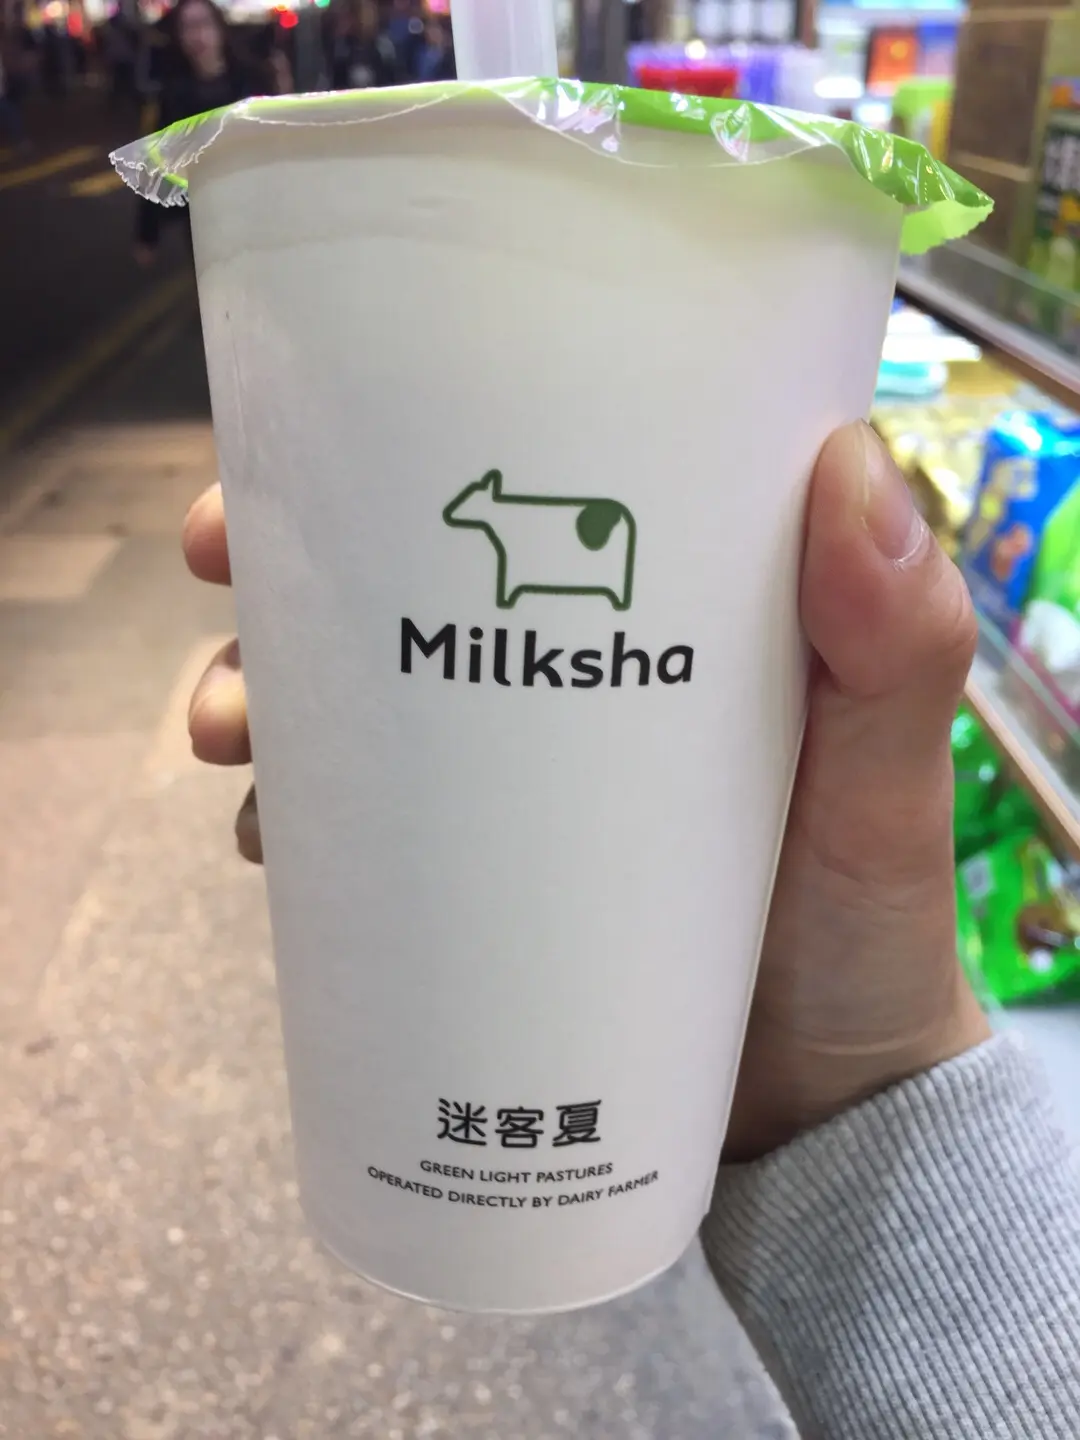 Milksha
迷客夏
GREEN LIGHT PASTURES
OPERATED DIRECTLY BY DAIRY FARMER